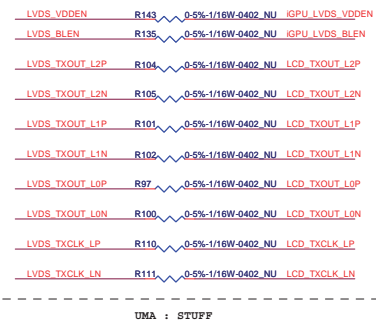 LVDS_VDDEN R143 0-5%-1/16W-0402_NU iGPU_LVDS_VDDEN
LVDS_BLEN R135 0-5%-1/16W-0402_NU iGPU_LVDS_BLEN
LVDS_TXOUT_L2P R104 0-5%-1/16W-0402_NU LCD_TXOUT_L2P
LVDS_TXOUT_L2N R105 0-5%-1/16W-0402_NU LCD_TXOUT_L2N
LVDS_TXOUT_L1P R101 0-5%-1/16W-0402_NU LCD_TXOUT_L1P
LVDS_TXOUT_L1N R102 0-5%-1/16W-0402_NU LCD_TXOUT_L1N
LVDS_TXOUT_L0P R97 0-5%-1/16W-0402_NU LCD_TXOUT_L0P
LVDS_TXOUT_L0N R100 0-5%-1/16W-0402_NU LCD_TXOUT_L0N
LVDS_TXCLK_LP R110 0-5%-1/16W-0402_NU LCD_TXCLK_LP
LVDS_TXCLK_LN R111 0-5%-1/16W-0402_NU LCD_TXCLK_LN
UMA : STUFF